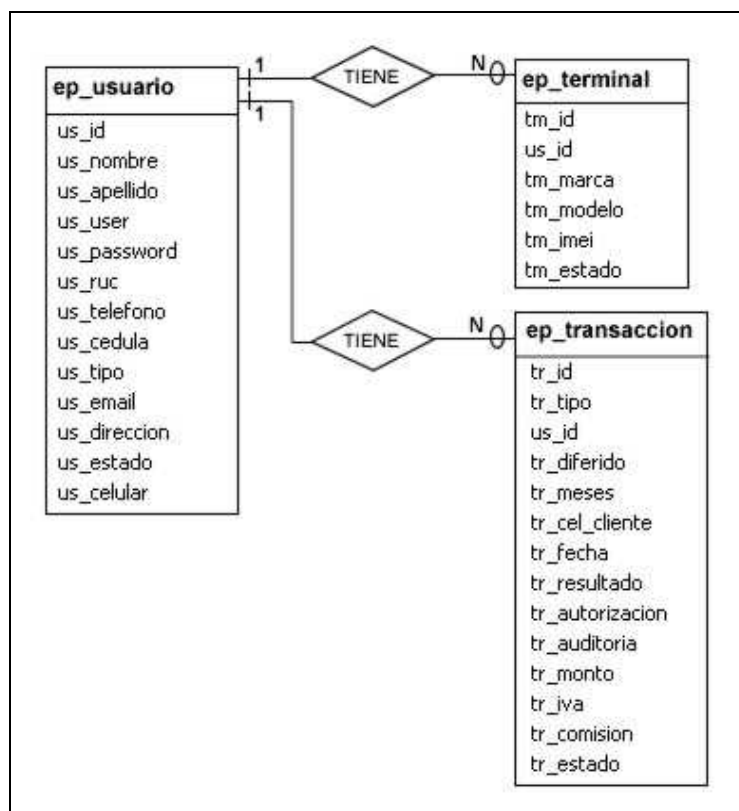 ep_usuario
us_id
us_nombre
us_apellido
us_user
us_password
us_ruc
us_telefono
us_cedula
us_tipo
us_email
us_direccion
us_estado
us_celular
1
TIENE
N
1
TIENE
N
ep_terminal
tm_id
us_id
tm_marca
tm_modelo
tm_imei
tm_estado
ep_transaccion
tr_id
tr_tipo
us_id
tr_diferido
tr_meses
tr_cel_cliente
tr_fecha
tr_resultado
tr_autorizacion
tr_auditoria
tr_monto
tr_iva
tr_comision
tr_estado